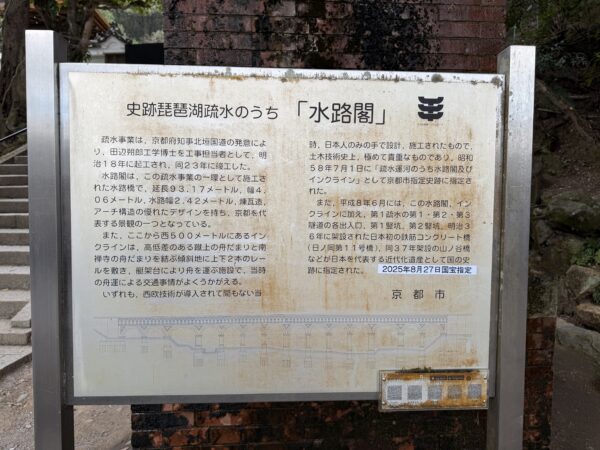 史跡琵琶湖疏水のうち「水路閣」
疏水事業は、京都府知事北垣国道の発意によ
り、田辺朔郎工学博士を工事担当者として、明
治18年に起工され、同23年に竣工した。
水路閣は、この疏水事業の一環として施工さ
れた水路橋で、延長93.17メートル、幅4.
06メートル、水路幅2.42メートル、煉瓦造、
アーチ構造の優れたデザインを持ち、京都を代
表する景観の一つとなっている。
また、ここから西500メートルにあるイン
クラインは、高低差のある蹴上の舟だまりと南
禅寺の舟だまりを結ぶ傾斜地に上下2本のレー
ルを敷き、艇架台により舟を運ぶ施設で、当時
の舟運による交通事情がよくうかがえる。
いずれも、西欧技術が導入されて間もない当
時、日本人のみの手で設計、施工されたもので、
土木技術史上、極めて貴重なものであり、昭和
58年7月1日に「疏水運河のうち水路閣及び
インクライン」として京都市指定史跡に指定さ
れた。
また、平成8年6月には、この水路閣、イン
クラインに加え、第1疏水の第1・第2・第3
隧道の各出入口、第1竪坑、第2竪坑、明治3
6年に架設された日本初の鉄筋コンクリート橋
(日ノ岡第11号橋)、同37年架設の山ノ谷橋
などが日本を代表する近代化遺産として国の史
跡に指定された。 2025年8月27日国宝指定
京都市